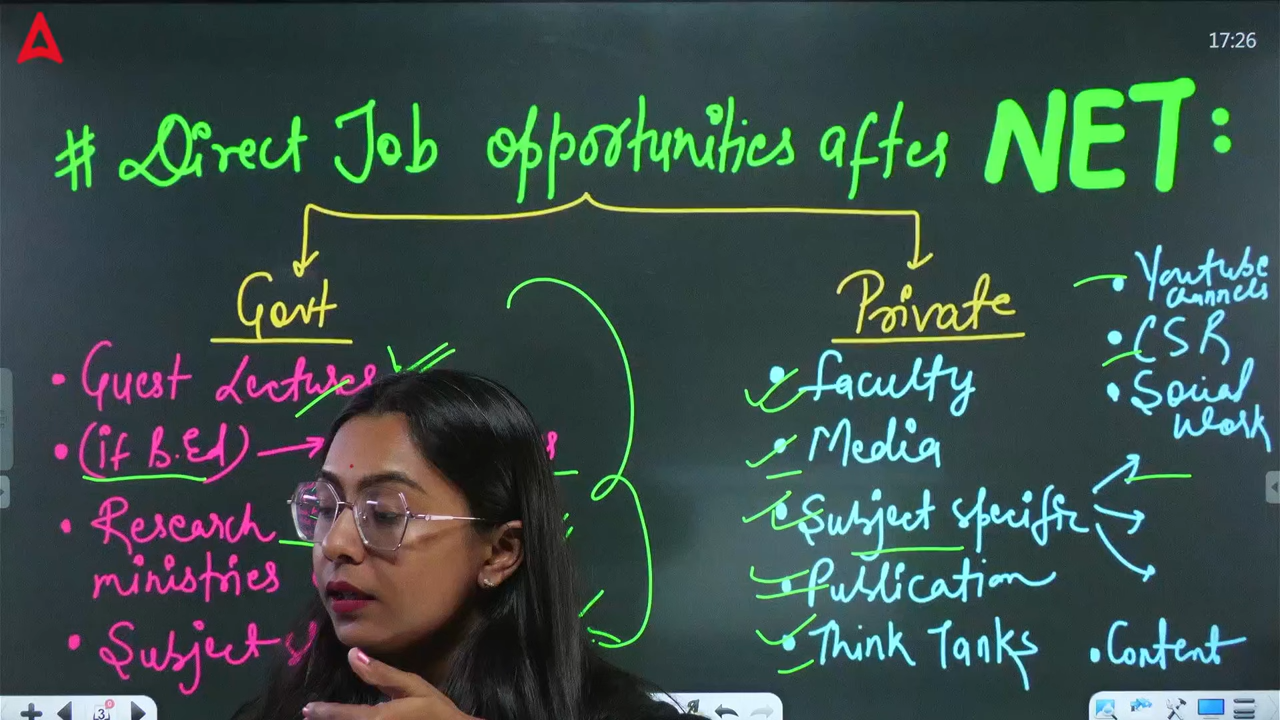 17:26
# Direct Job opportunities after NET:
Govt
• Guest Lectures
• (if B.Ed) →
• Research
ministries
• Subject
Private
• faculty
• Media
• Subject specific
• Publication
• Think Tanks
• Youtube
channels
• CSR
• Social
Work
• Content